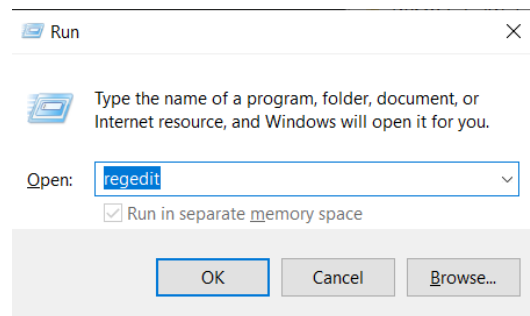 Run
Type the name of a program, folder, document, or
Internet resource, and Windows will open it for you.
Open: regedit
Run in separate memory space
OK Cancel Browse...